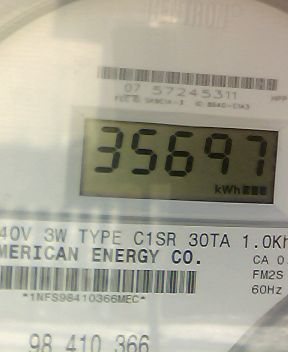 07 57245311
35697
kWh
40V 3W TYPE C1SR 30TA 1.0Kh
MERICAN ENERGY CO.
CA 0.
FM2S
60Hz
*1NFS98410366MEC*
98 410 366